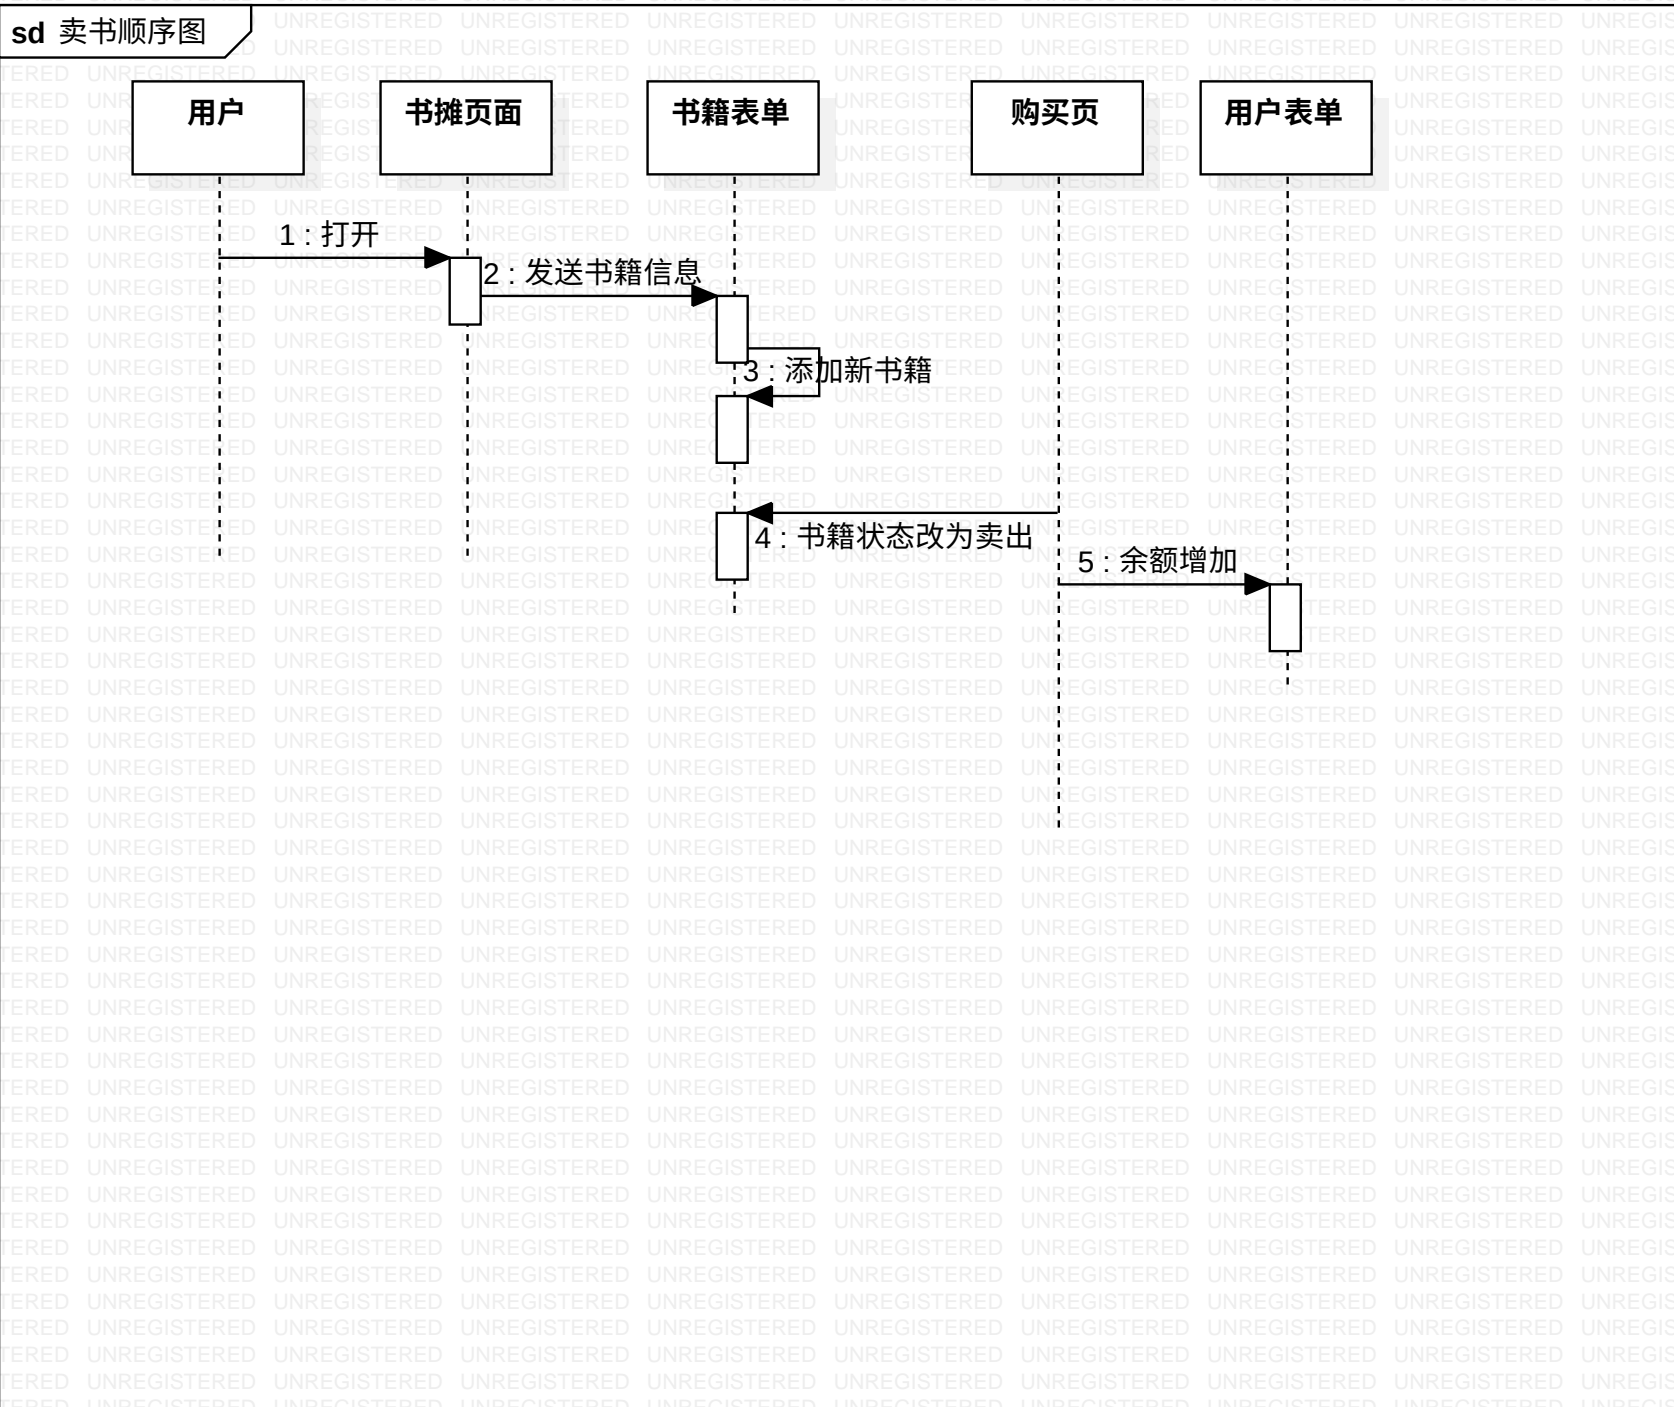 sd 卖书顺序图
用户
书摊页面
书籍表单
购买页
用户表单
1 : 打开
2 : 发送书籍信息
3 : 添加新书籍
4 : 书籍状态改为卖出
5 : 余额增加
UNREGISTERED